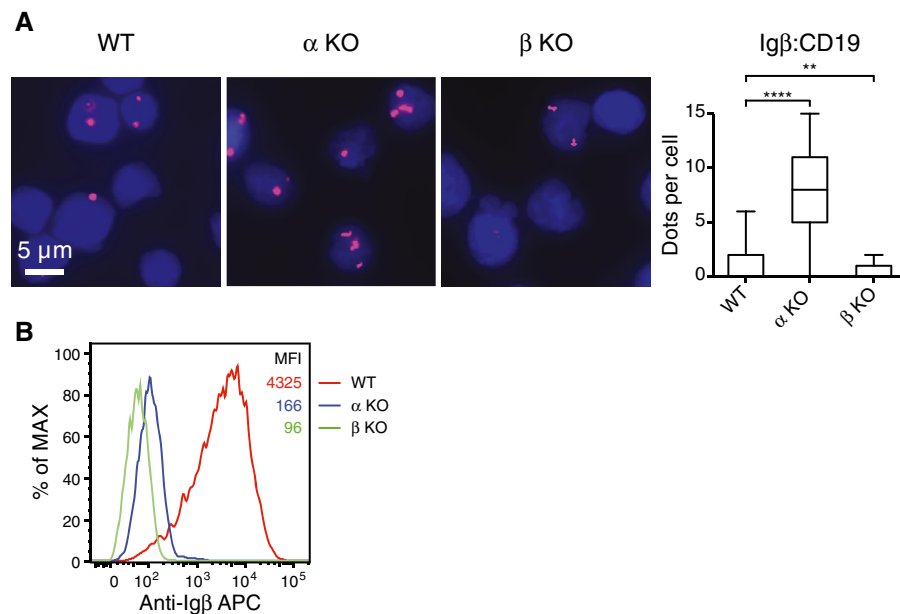 A
WT
α KO
β KO
Igβ:CD19
5 µm
**
****
Dots per cell
15
10
5
0
WT
α KO
β KO
B
% of MAX
100
80
60
40
20
0
MFI
4325
166
96
WT
α KO
β KO
0 10² 10³ 10⁴ 10⁵
Anti-Igβ APC